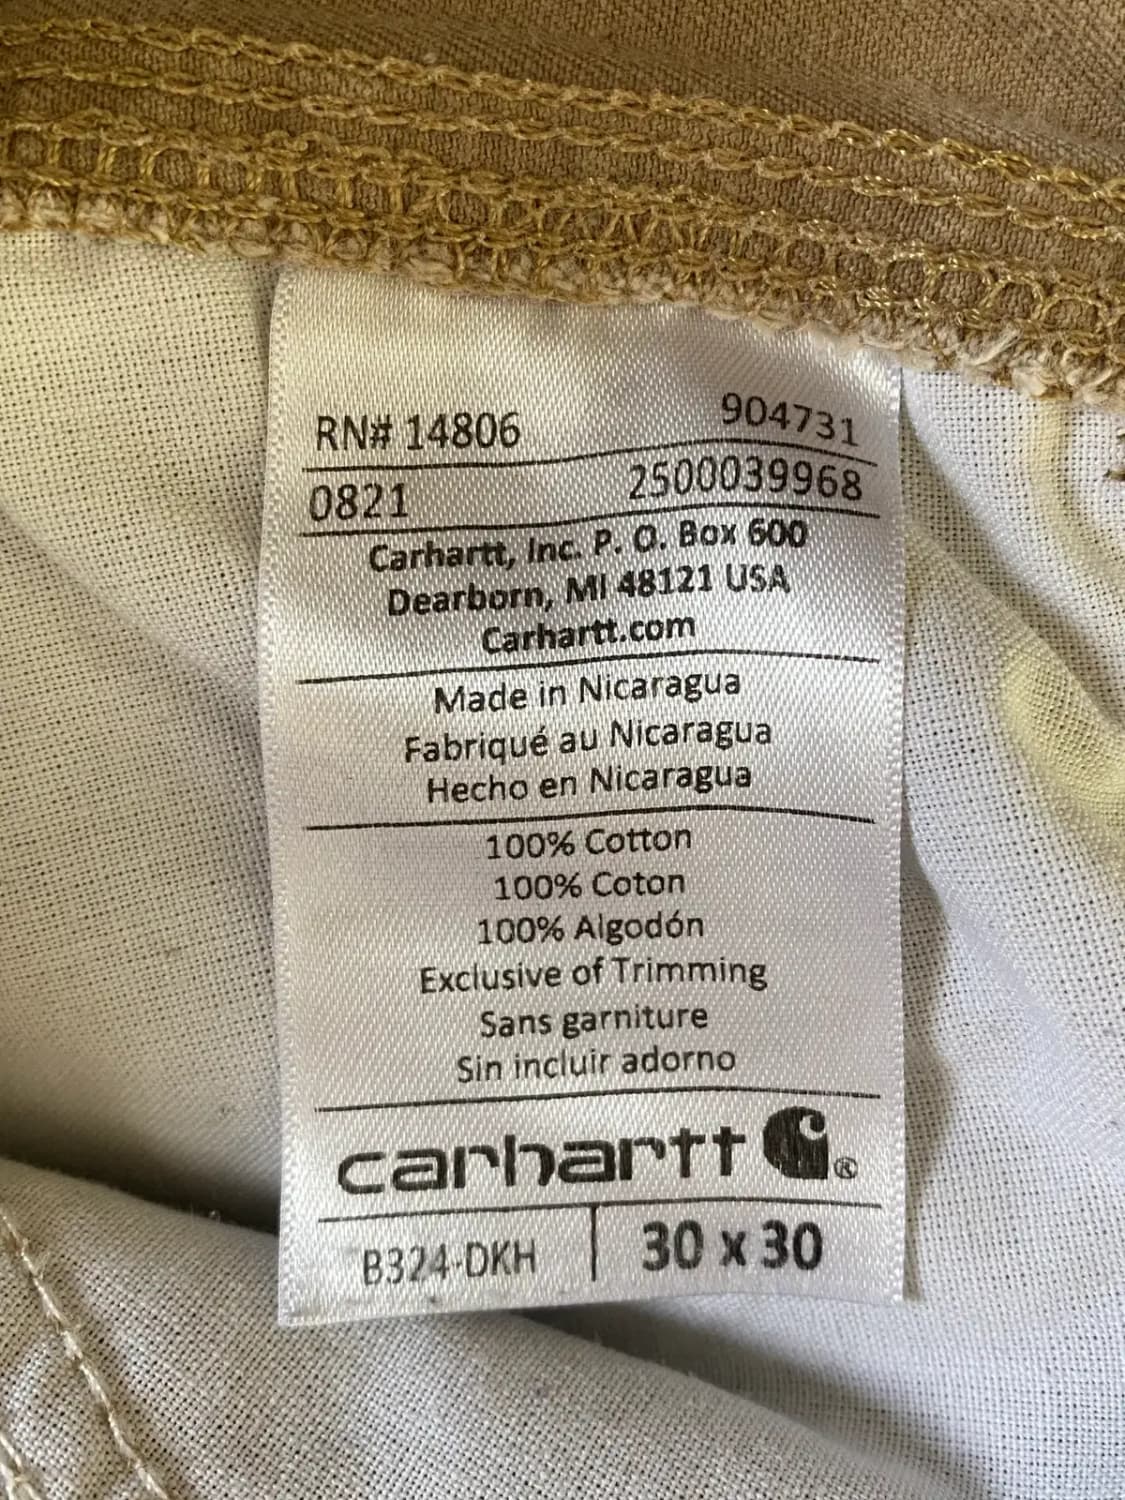 RN# 14806 904731
0821 2500039968
Carhartt, Inc. P. O. Box 600
Dearborn, MI 48121 USA
Carhartt.com
Made in Nicaragua
Fabriqué au Nicaragua
Hecho en Nicaragua
100% Cotton
100% Coton
100% Algodón
Exclusive of Trimming
Sans garniture
Sin incluir adorno
carhartt ®
B324-DKH 30 x 30